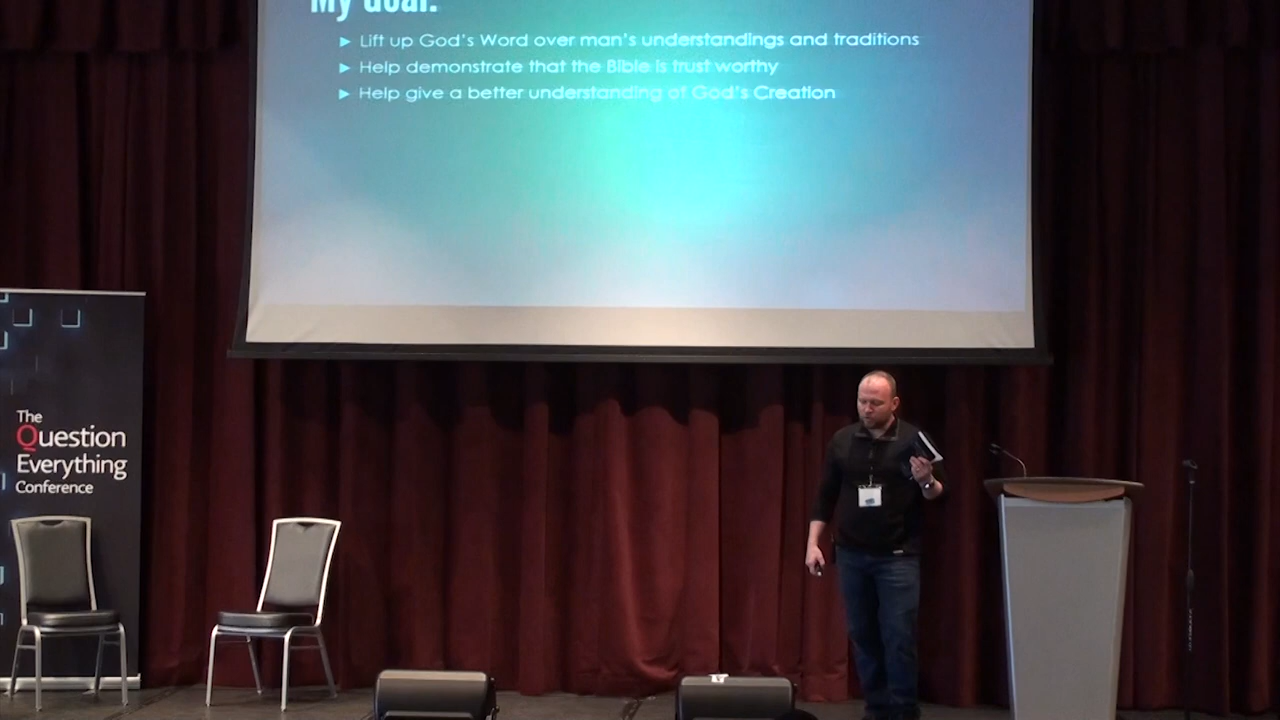 My Goal:
► Lift up God's Word over man's understandings and traditions
► Help demonstrate that the Bible is trust worthy
► Help give a better understanding of God's Creation
The
Question
Everything
Conference